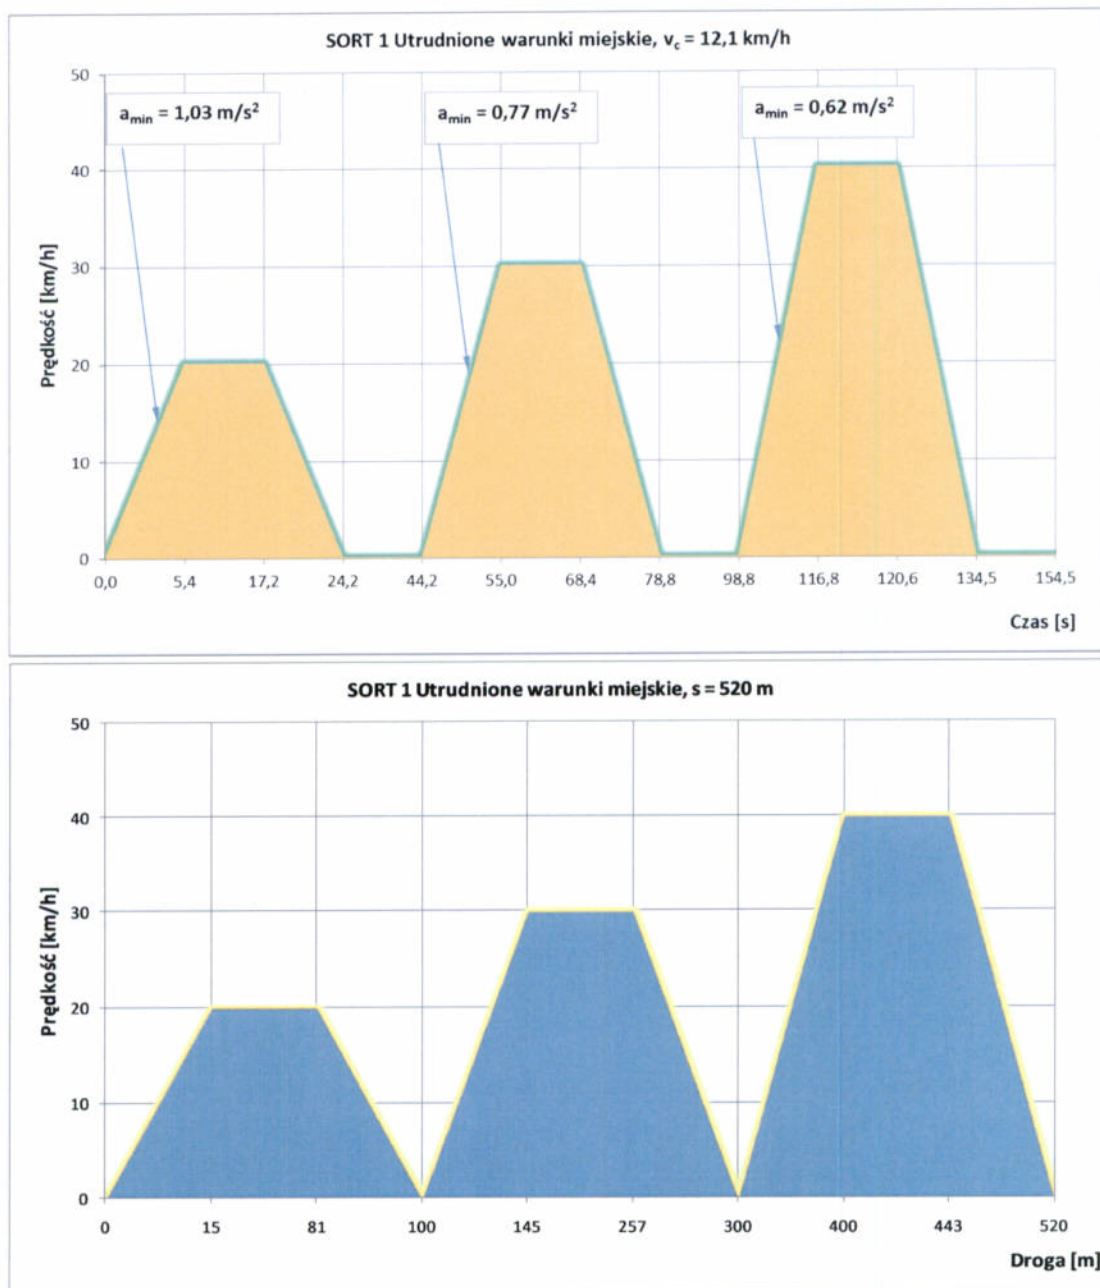 SORT 1 Utrudnione warunki miejskie, vc = 12,1 km/h
50
amin = 1,03 m/s²
amin = 0,77 m/s²
amin = 0,62 m/s²
40
30
20
10
0
Prędkość [km/h]
0,0 5,4 17,2 24,2 44,2 55,0 68,4 78,8 98,8 116,8 120,6 134,5 154,5
Czas [s]
SORT 1 Utrudnione warunki miejskie, s = 520 m
50
40
30
20
10
0
Prędkość [km/h]
0 15 81 100 145 257 300 400 443 520
Droga [m]